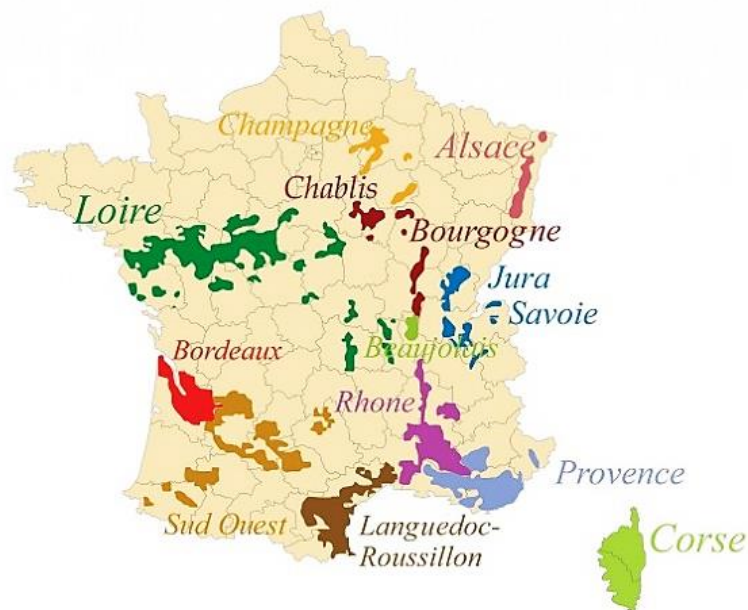 Champagne
Alsace
Chablis
Loire
Bourgogne
Jura
Savoie
Bordeaux
Beaujolais
Rhone
Provence
Sud Ouest
Languedoc-
Roussillon
Corse